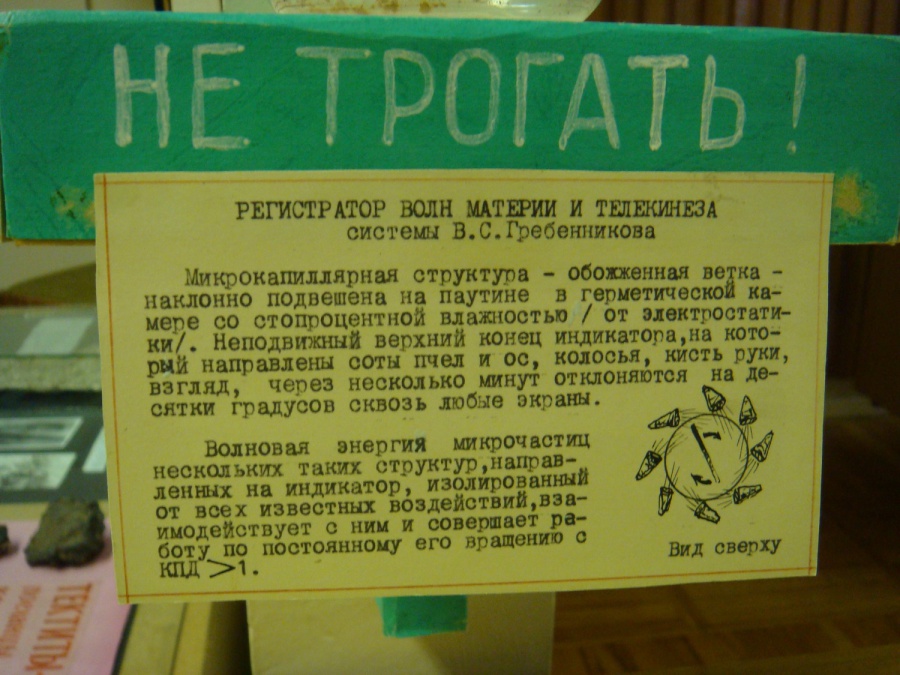 НЕ ТРОГАТЬ!
РЕГИСТРАТОР ВОЛН МАТЕРИИ И ТЕЛЕКИНЕЗА
системы В.С.Гребенникова
Микрокапиллярная структура - обожженная ветка -
наклонно подвешена на паутине в герметической ка-
мере со стопроцентной влажностью / от электростати-
ки/. Неподвижный верхний конец индикатора,на кото-
рый направлены соты пчел и ос, колосья, кисть руки,
взгляд, через несколько минут отклоняются на де-
сятки градусов сквозь любые экраны.
Волновая энергия микрочастиц
нескольких таких структур,направ-
ленных на индикатор, изолированный
от всех известных воздействий,вза-
имодействует с ним и совершает ра-
боту по постоянному его вращению с
КПД >1.
Вид сверху
ТЕКТИТЫ